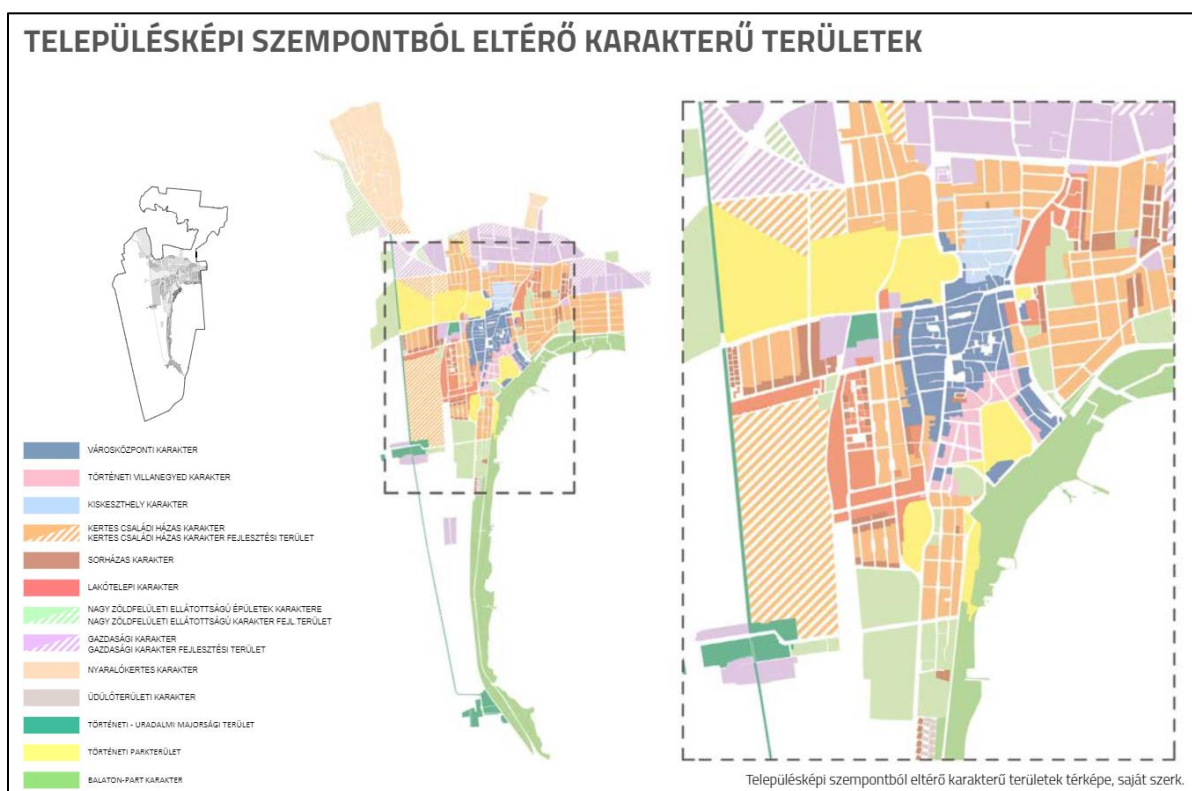 TELEPÜLÉSKÉPI SZEMPONTBÓL ELTÉRŐ KARAKTERŰ TERÜLETEK
VÁROSKÖZPONTI KARAKTER
TÖRTÉNETI VILLANEGYED KARAKTER
KISKESZTHELY KARAKTER
KERTES CSALÁDI HÁZAS KARAKTER
KERTES CSALÁDI HÁZAS KARAKTER FEJLESZTÉSI TERÜLET
SORHÁZAS KARAKTER
LAKÓTELEPI KARAKTER
NAGY ZÖLDFELÜLETI ELLÁTOTTSÁGÚ ÉPÜLETEK KARAKTERE
NAGY ZÖLDFELÜLETI ELLÁTOTTSÁGÚ KARAKTER FEJL.TERÜLET
GAZDASÁGI KARAKTER
GAZDASÁGI KARAKTER FEJLESZTÉSI TERÜLET
NYARALÓKERTES KARAKTER
ÜDÜLŐTERÜLETI KARAKTER
TÖRTÉNETI - URADALMI MAJORSÁGI TERÜLET
TÖRTÉNETI PARKTERÜLET
BALATON-PART KARAKTER
Településképi szempontból eltérő karakterű területek térképe, saját szerk.